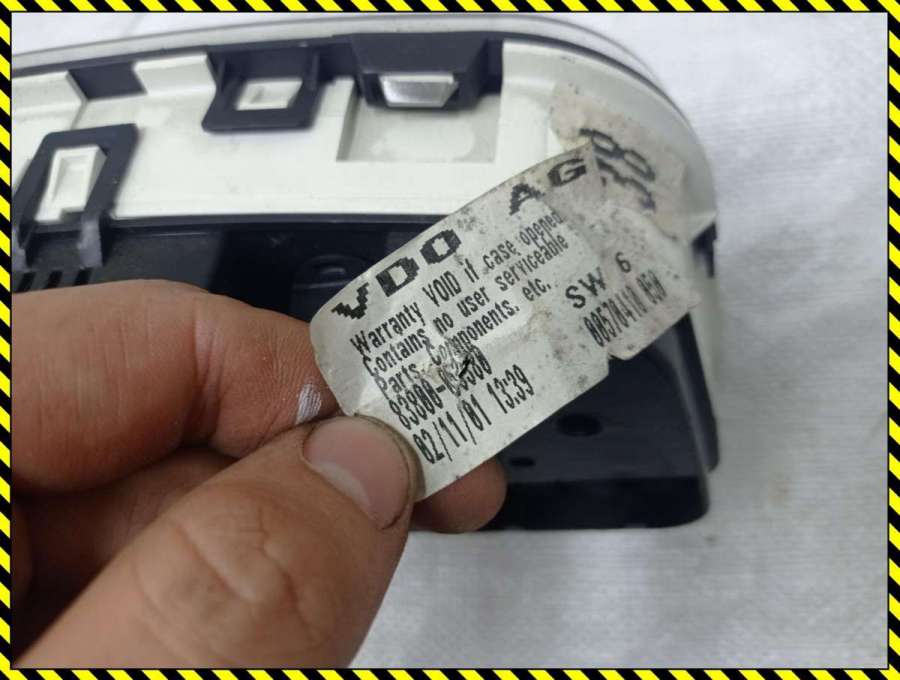 VDO AG
Warranty VOID if case opened
Contains no user serviceable
Parts, Components, etc.
02/11/01 13:39
SW 6